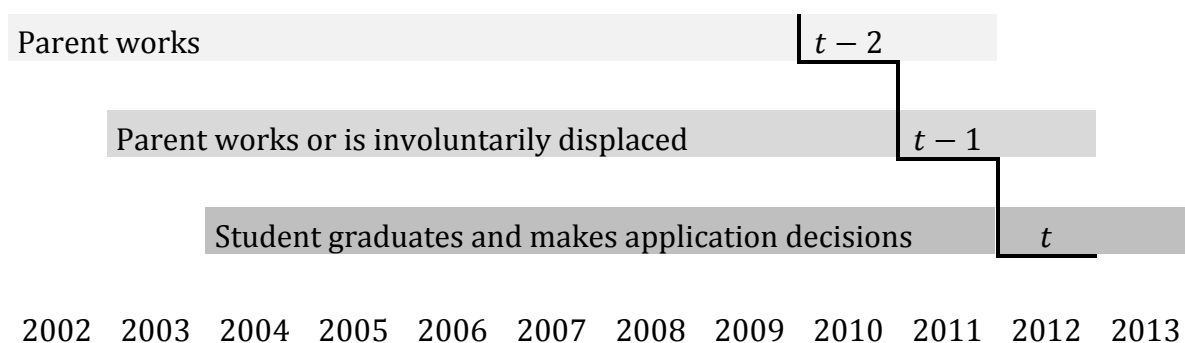 Parent works t − 2
Parent works or is involuntarily displaced t − 1
Student graduates and makes application decisions t
2002 2003 2004 2005 2006 2007 2008 2009 2010 2011 2012 2013